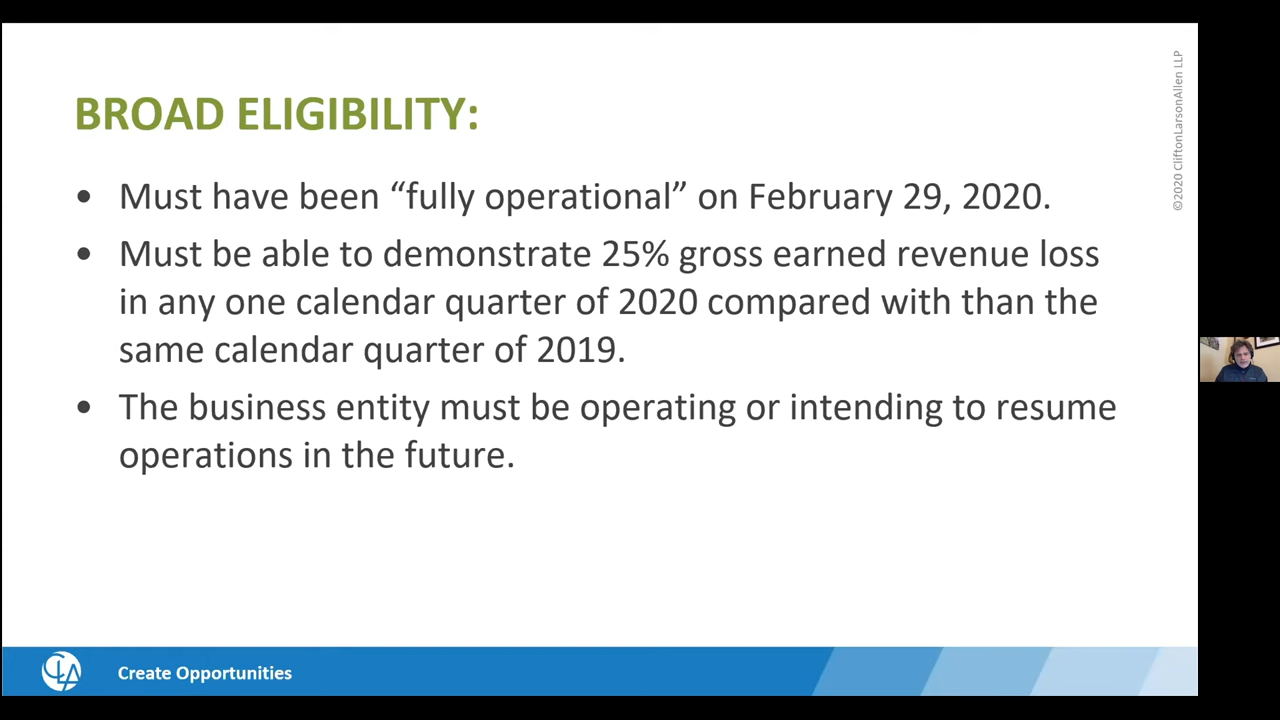 BROAD ELIGIBILITY:
• Must have been “fully operational” on February 29, 2020.
• Must be able to demonstrate 25% gross earned revenue loss
in any one calendar quarter of 2020 compared with than the
same calendar quarter of 2019.
• The business entity must be operating or intending to resume
operations in the future.
©2020 CliftonLarsonAllen LLP
CLA
Create Opportunities